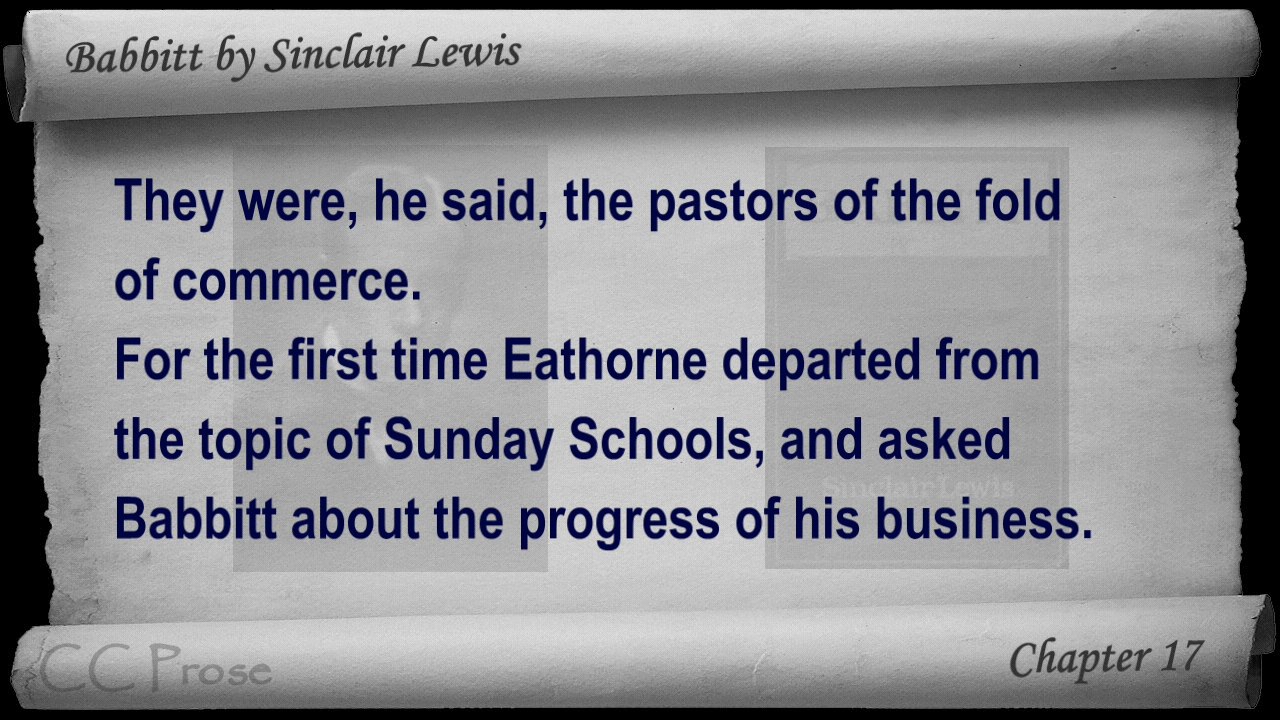 Babbitt by Sinclair Lewis
They were, he said, the pastors of the fold
of commerce.
For the first time Eathorne departed from
the topic of Sunday Schools, and asked
Sinclair Lewis
Babbitt about the progress of his business.
CC Prose
Chapter 17